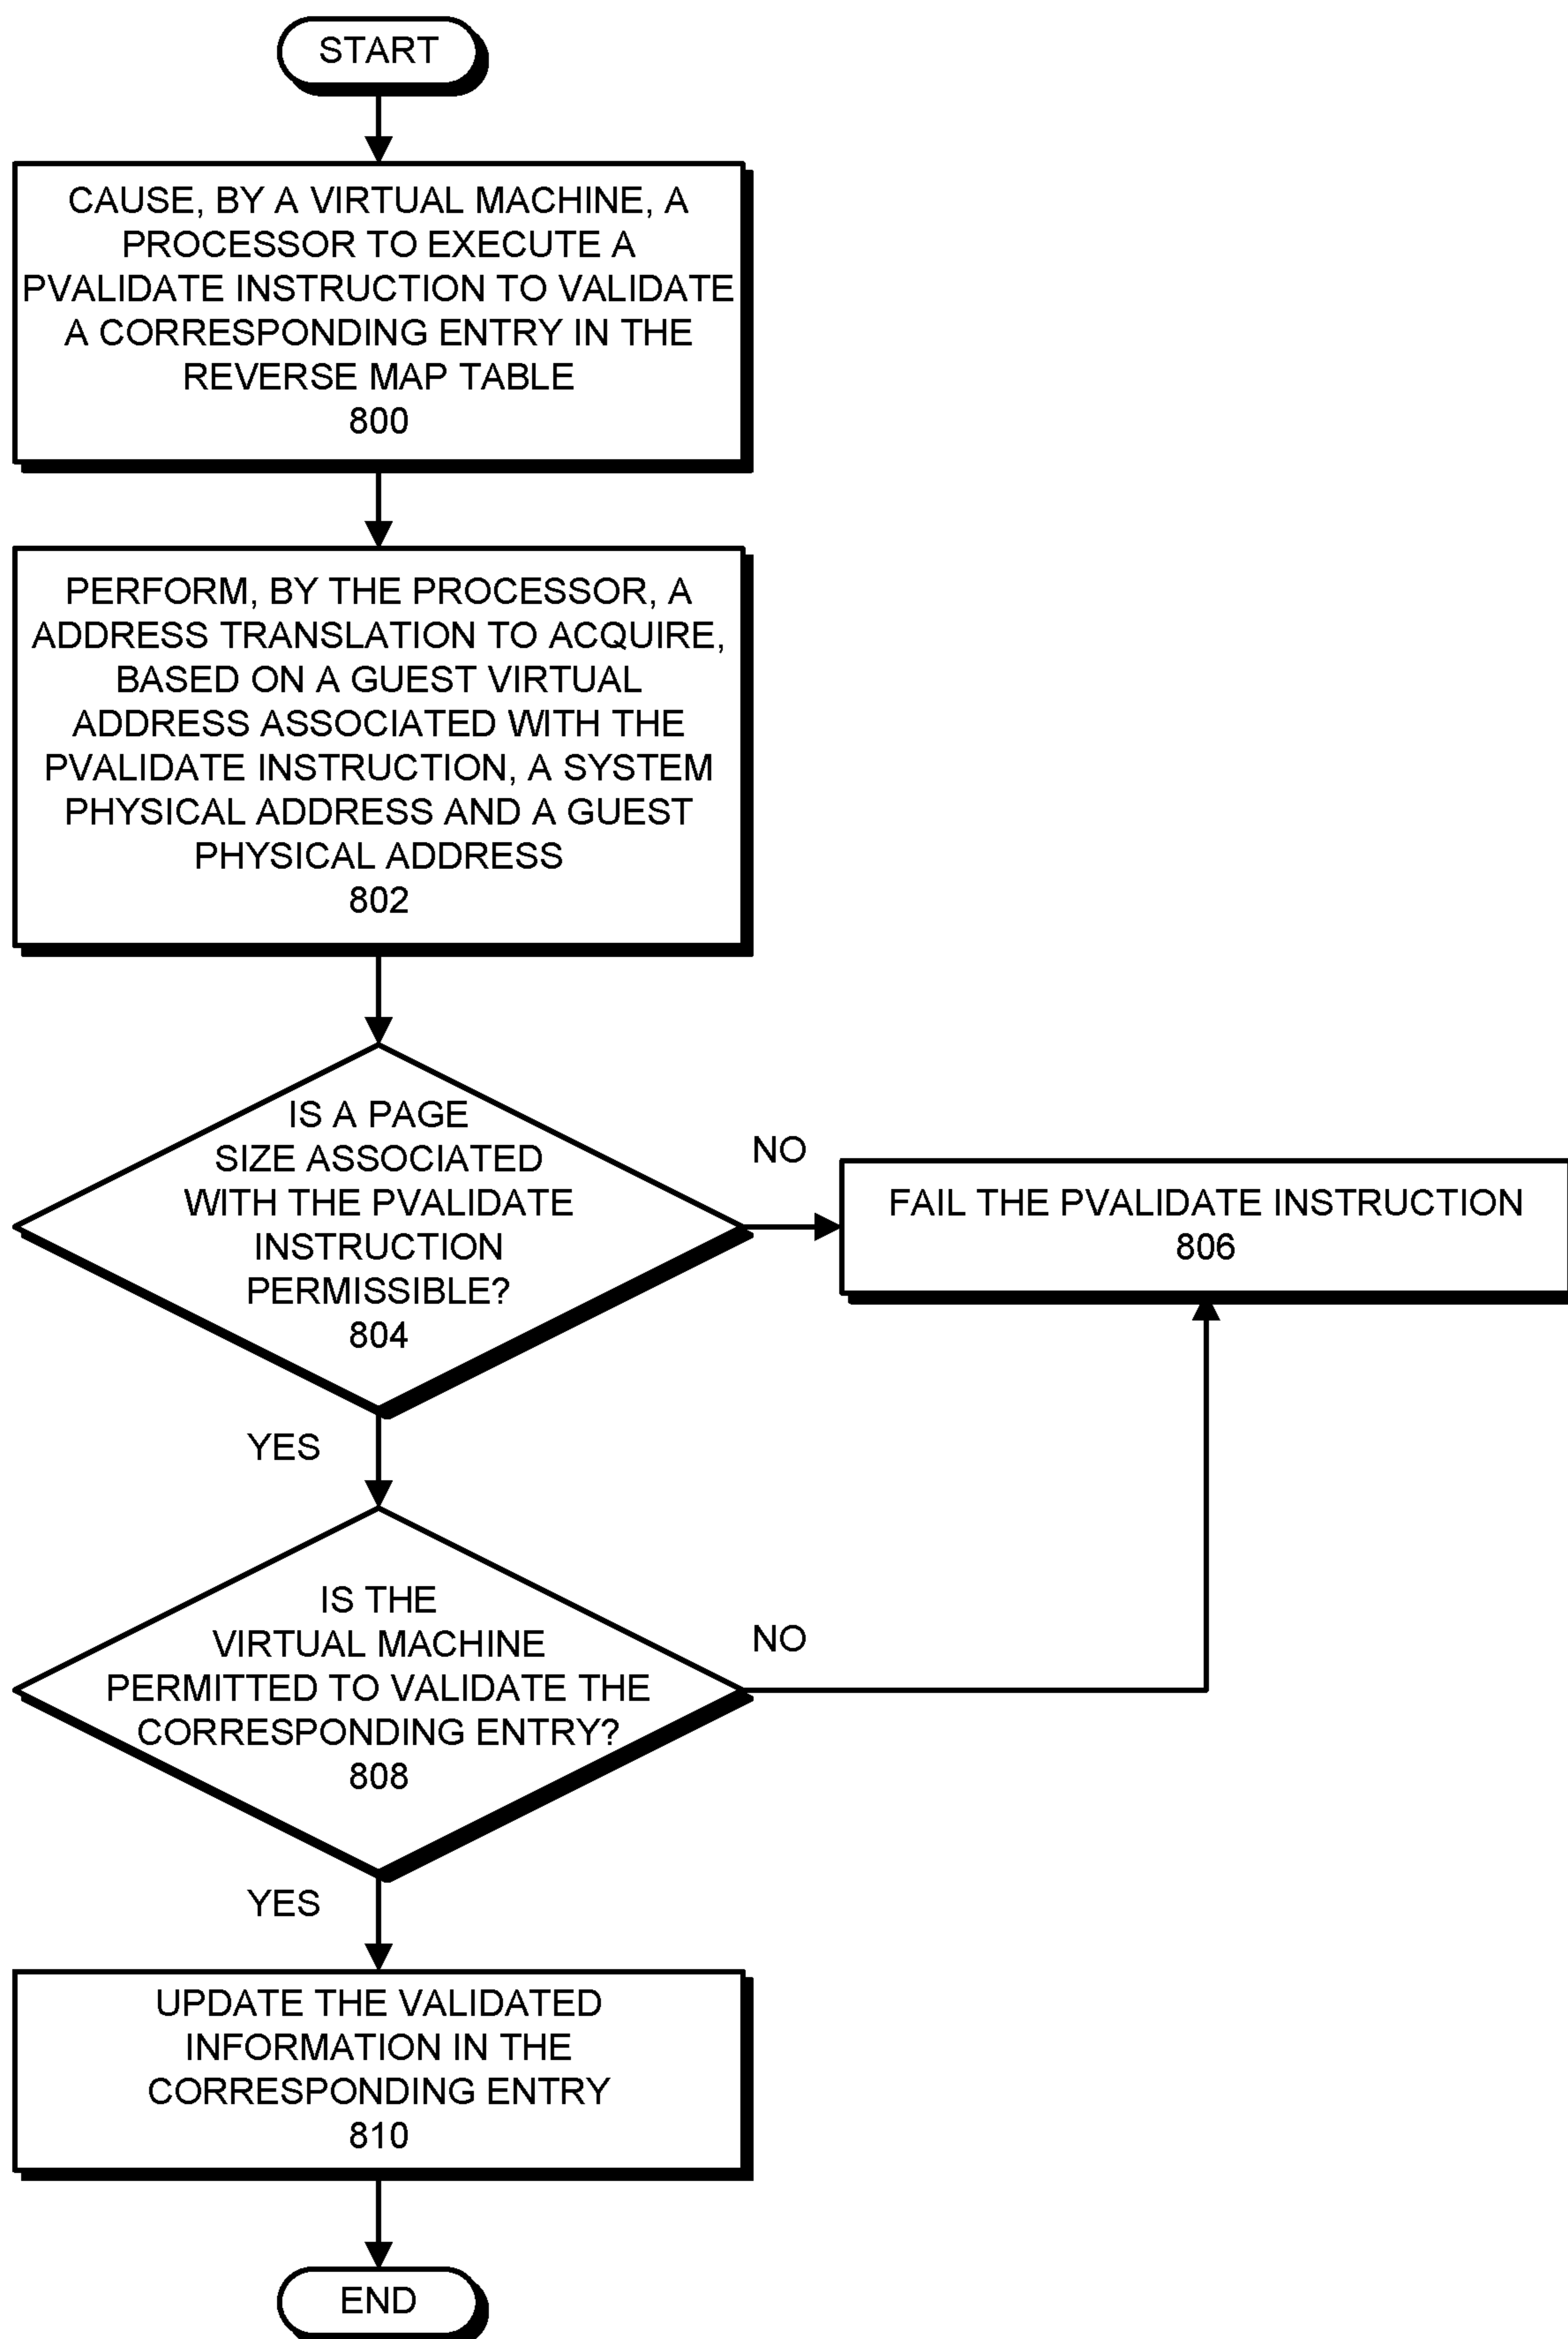 START
CAUSE, BY A VIRTUAL MACHINE, A
PROCESSOR TO EXECUTE A
PVALIDATE INSTRUCTION TO VALIDATE
A CORRESPONDING ENTRY IN THE
REVERSE MAP TABLE
800
PERFORM, BY THE PROCESSOR, A
ADDRESS TRANSLATION TO ACQUIRE,
BASED ON A GUEST VIRTUAL
ADDRESS ASSOCIATED WITH THE
PVALIDATE INSTRUCTION, A SYSTEM
PHYSICAL ADDRESS AND A GUEST
PHYSICAL ADDRESS
802
IS A PAGE
SIZE ASSOCIATED
WITH THE PVALIDATE
INSTRUCTION
PERMISSIBLE?
804
NO
FAIL THE PVALIDATE INSTRUCTION
806
YES
IS THE
VIRTUAL MACHINE
PERMITTED TO VALIDATE THE
CORRESPONDING ENTRY?
808
NO
YES
UPDATE THE VALIDATED
INFORMATION IN THE
CORRESPONDING ENTRY
810
END